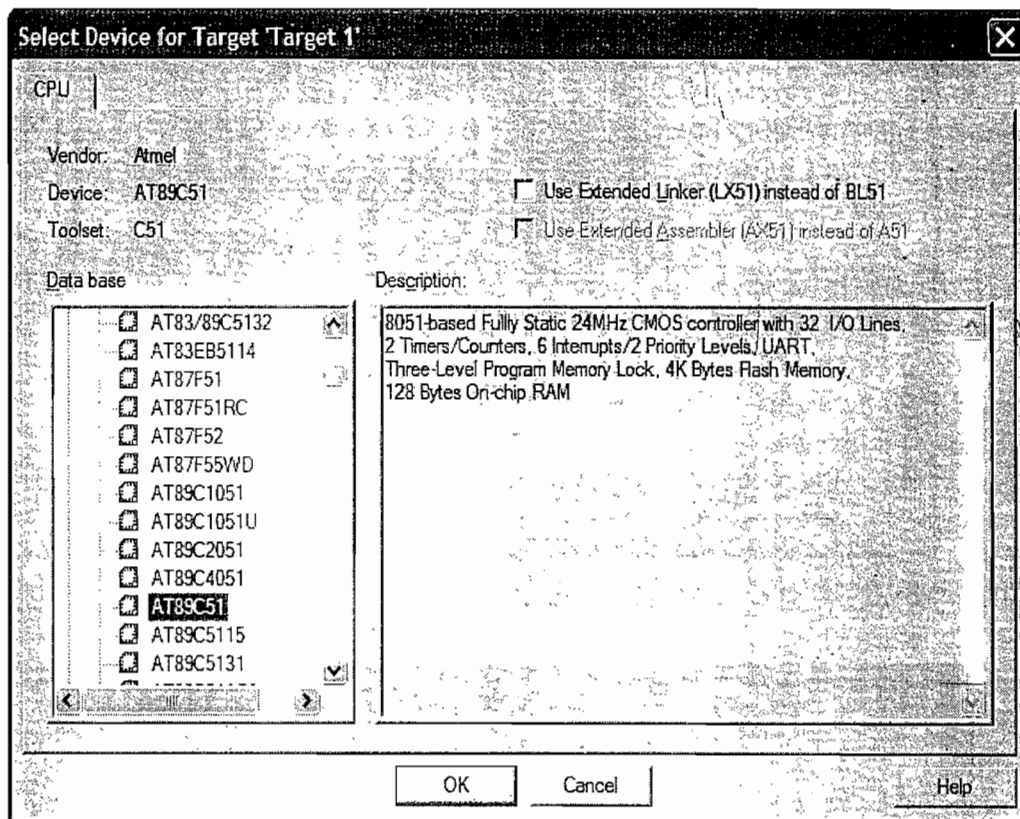 Select Device for Target 'Target 1'
CPU
Vendor: Atmel
Device: AT89C51
Toolset: C51
Use Extended Linker (LX51) instead of BL51
Use Extended Assembler (AX51) instead of A51
Data base
AT83/89C5132
AT83EB5114
AT87F51
AT87F51RC
AT87F52
AT87F55WD
AT89C1051
AT89C1051U
AT89C2051
AT89C4051
AT89C51
AT89C5115
AT89C5131
Description:
8051-based Fullly Static 24MHz CMOS controller with 32 I/O Lines,
2 Timers/Counters, 6 Interrupts/2 Priority Levels, UART,
Three-Level Program Memory Lock, 4K Bytes Flash Memory,
128 Bytes On-chip RAM
OK
Cancel
Help